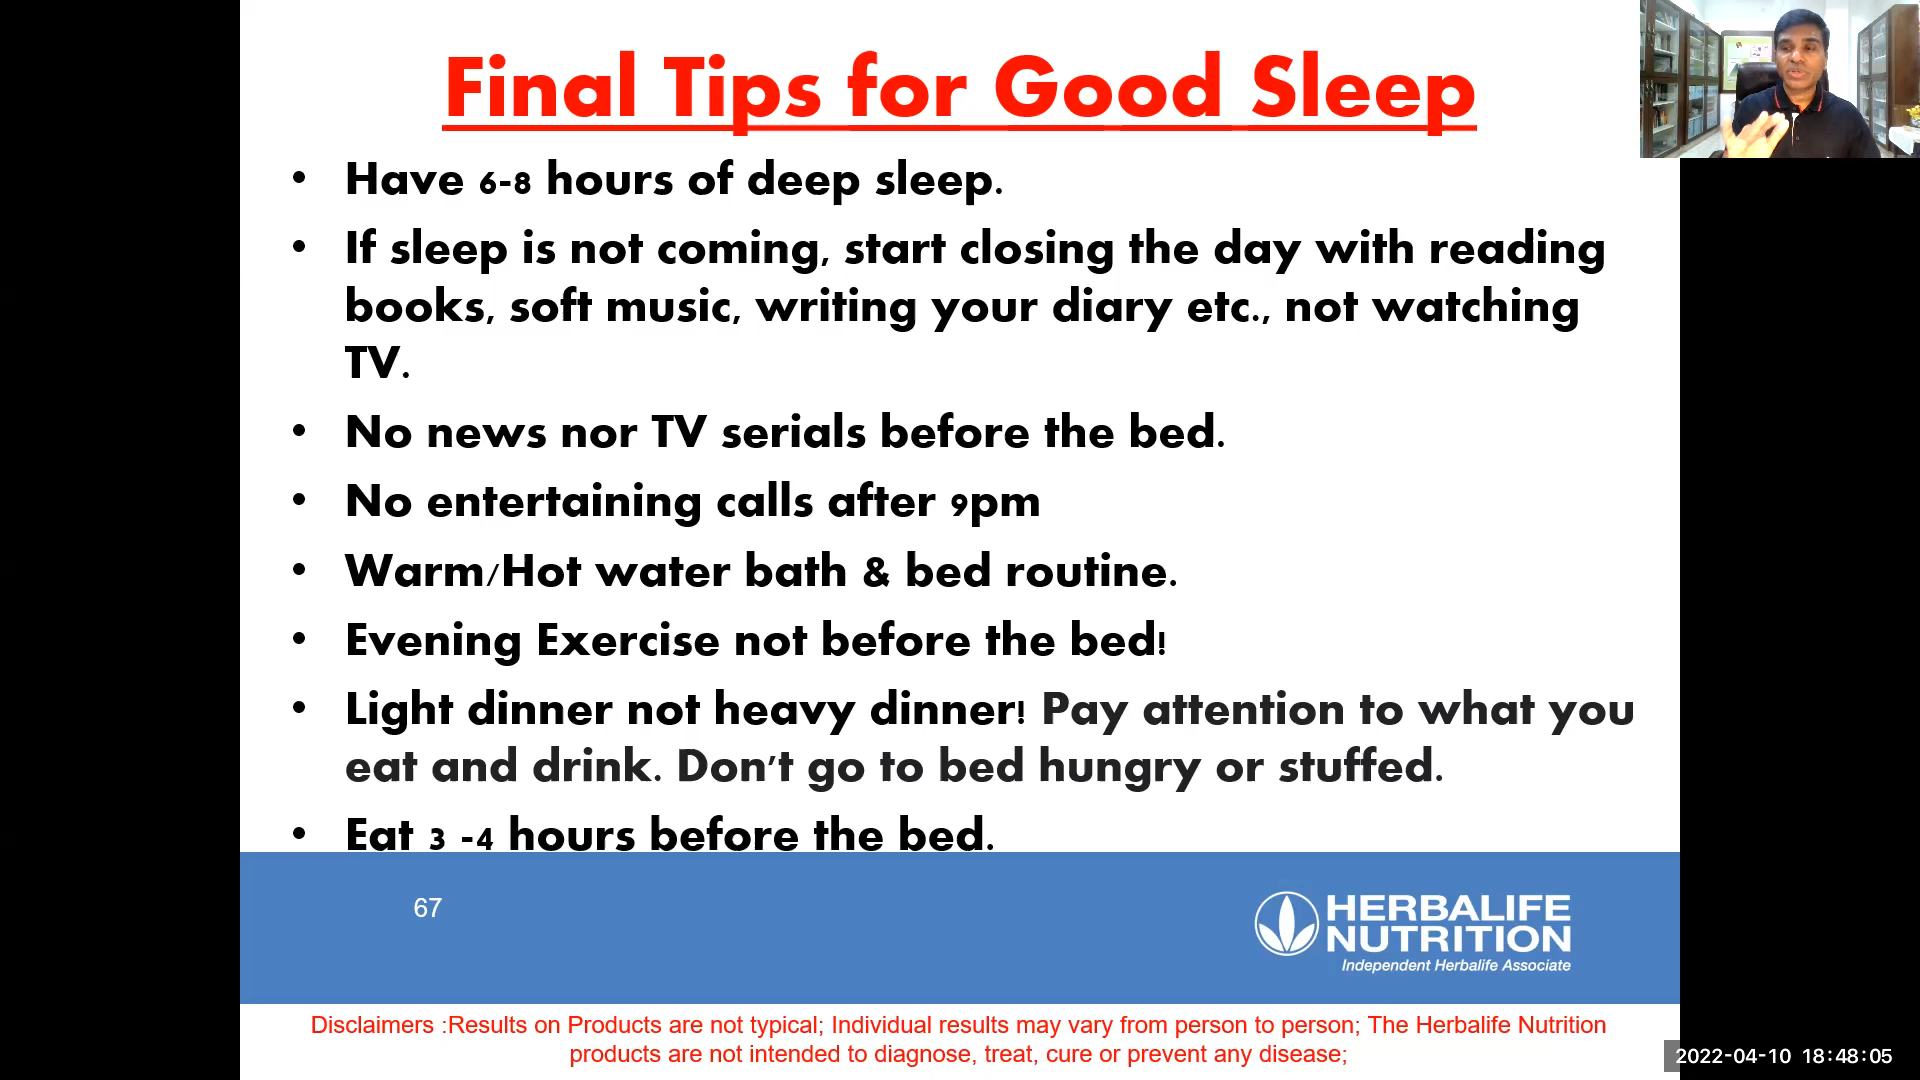 Final Tips for Good Sleep
• Have 6-8 hours of deep sleep.
• If sleep is not coming, start closing the day with reading
books, soft music, writing your diary etc., not watching
TV.
• No news nor TV serials before the bed.
• No entertaining calls after 9pm
• Warm/Hot water bath & bed routine.
• Evening Exercise not before the bed!
• Light dinner not heavy dinner! Pay attention to what you
eat and drink. Don't go to bed hungry or stuffed.
• Eat 3 -4 hours before the bed.
67
HERBALIFE
NUTRITION
Independent Herbalife Associate
Disclaimers :Results on Products are not typical; Individual results may vary from person to person; The Herbalife Nutrition
products are not intended to diagnose, treat, cure or prevent any disease;
2022-04-10 18:48:05